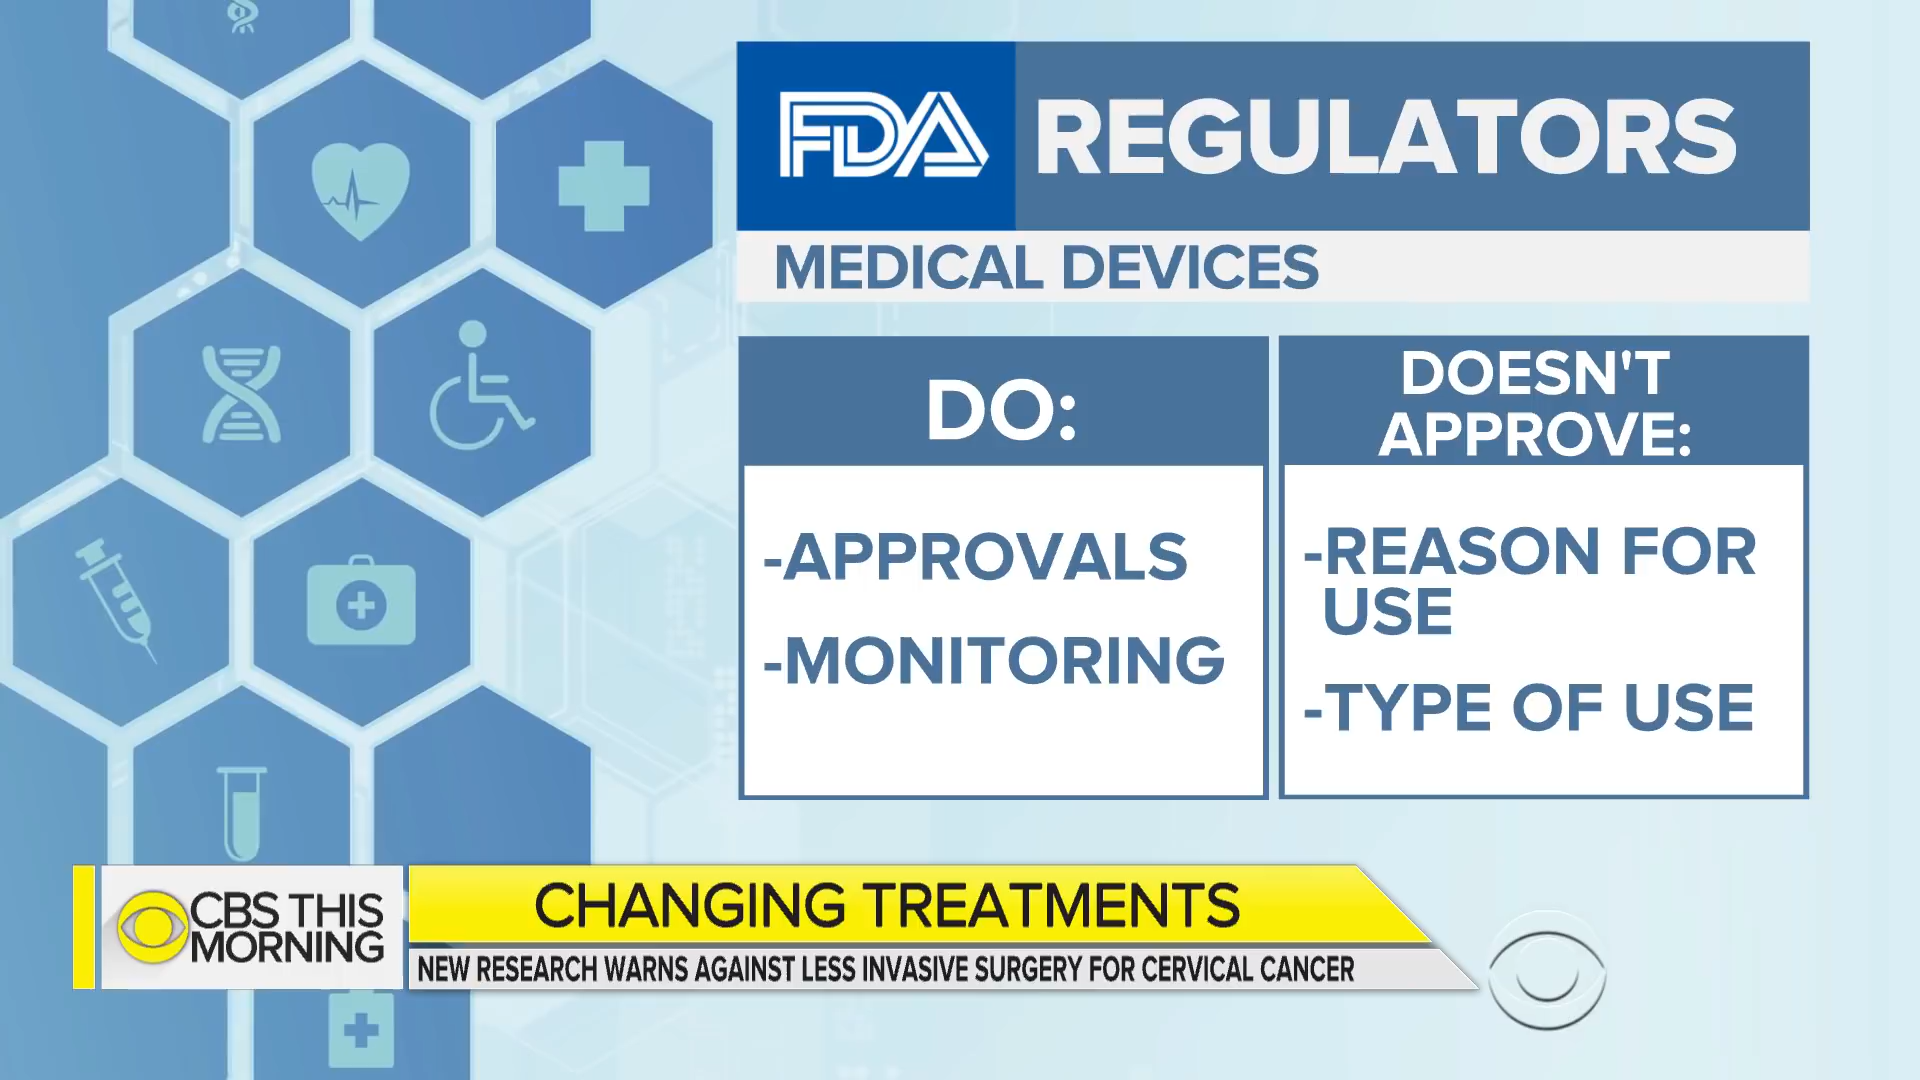 FDA REGULATORS
MEDICAL DEVICES
DO:
-APPROVALS
-MONITORING
DOESN'T
APPROVE:
-REASON FOR
USE
-TYPE OF USE
CBS THIS
MORNING
CHANGING TREATMENTS
NEW RESEARCH WARNS AGAINST LESS INVASIVE SURGERY FOR CERVICAL CANCER